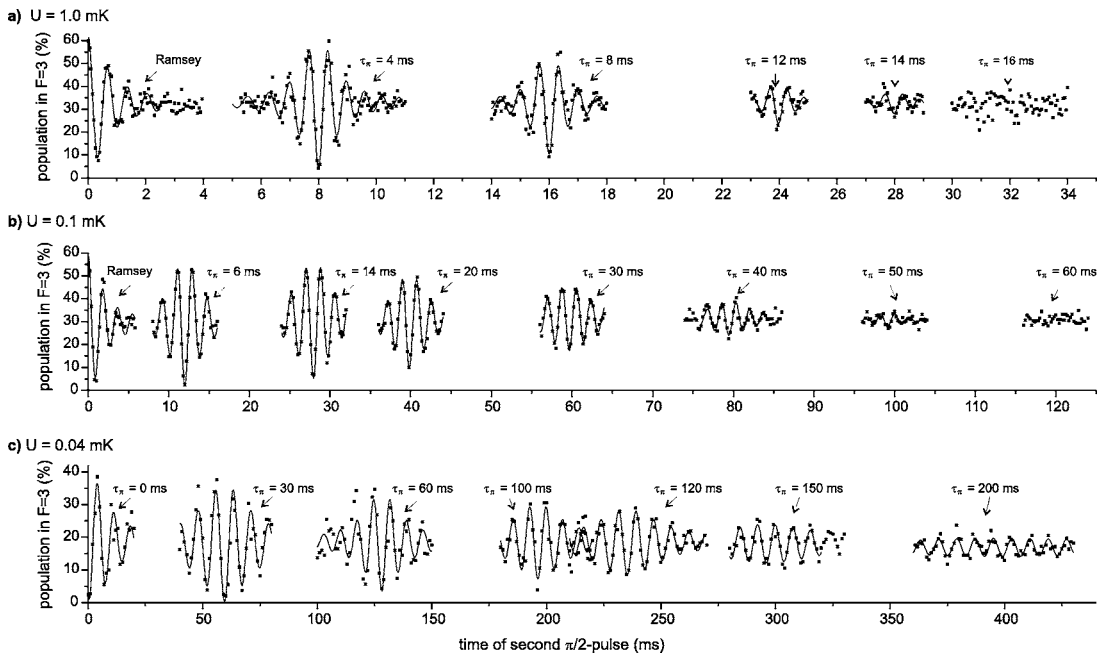 a) U = 1.0 mK
population in F=3 (%)
60
50
40
30
20
10
0
Ramsey
τπ = 4 ms
τπ = 8 ms
τπ = 12 ms
τπ = 14 ms
τπ = 16 ms
0 2 4 6 8 10 12 14 16 18 20 22 24 26 28 30 32 34
b) U = 0.1 mK
population in F=3 (%)
60
50
40
30
20
10
0
Ramsey
τπ = 6 ms
τπ = 14 ms
τπ = 20 ms
τπ = 30 ms
τπ = 40 ms
τπ = 50 ms
τπ = 60 ms
0 10 20 30 40 50 60 70 80 90 100 110 120
c) U = 0.04 mK
population in F=3 (%)
40
30
20
10
0
τπ = 0 ms
τπ = 30 ms
τπ = 60 ms
τπ = 100 ms
τπ = 120 ms
τπ = 150 ms
τπ = 200 ms
0 50 100 150 200 250 300 350 400
time of second π/2-pulse (ms)